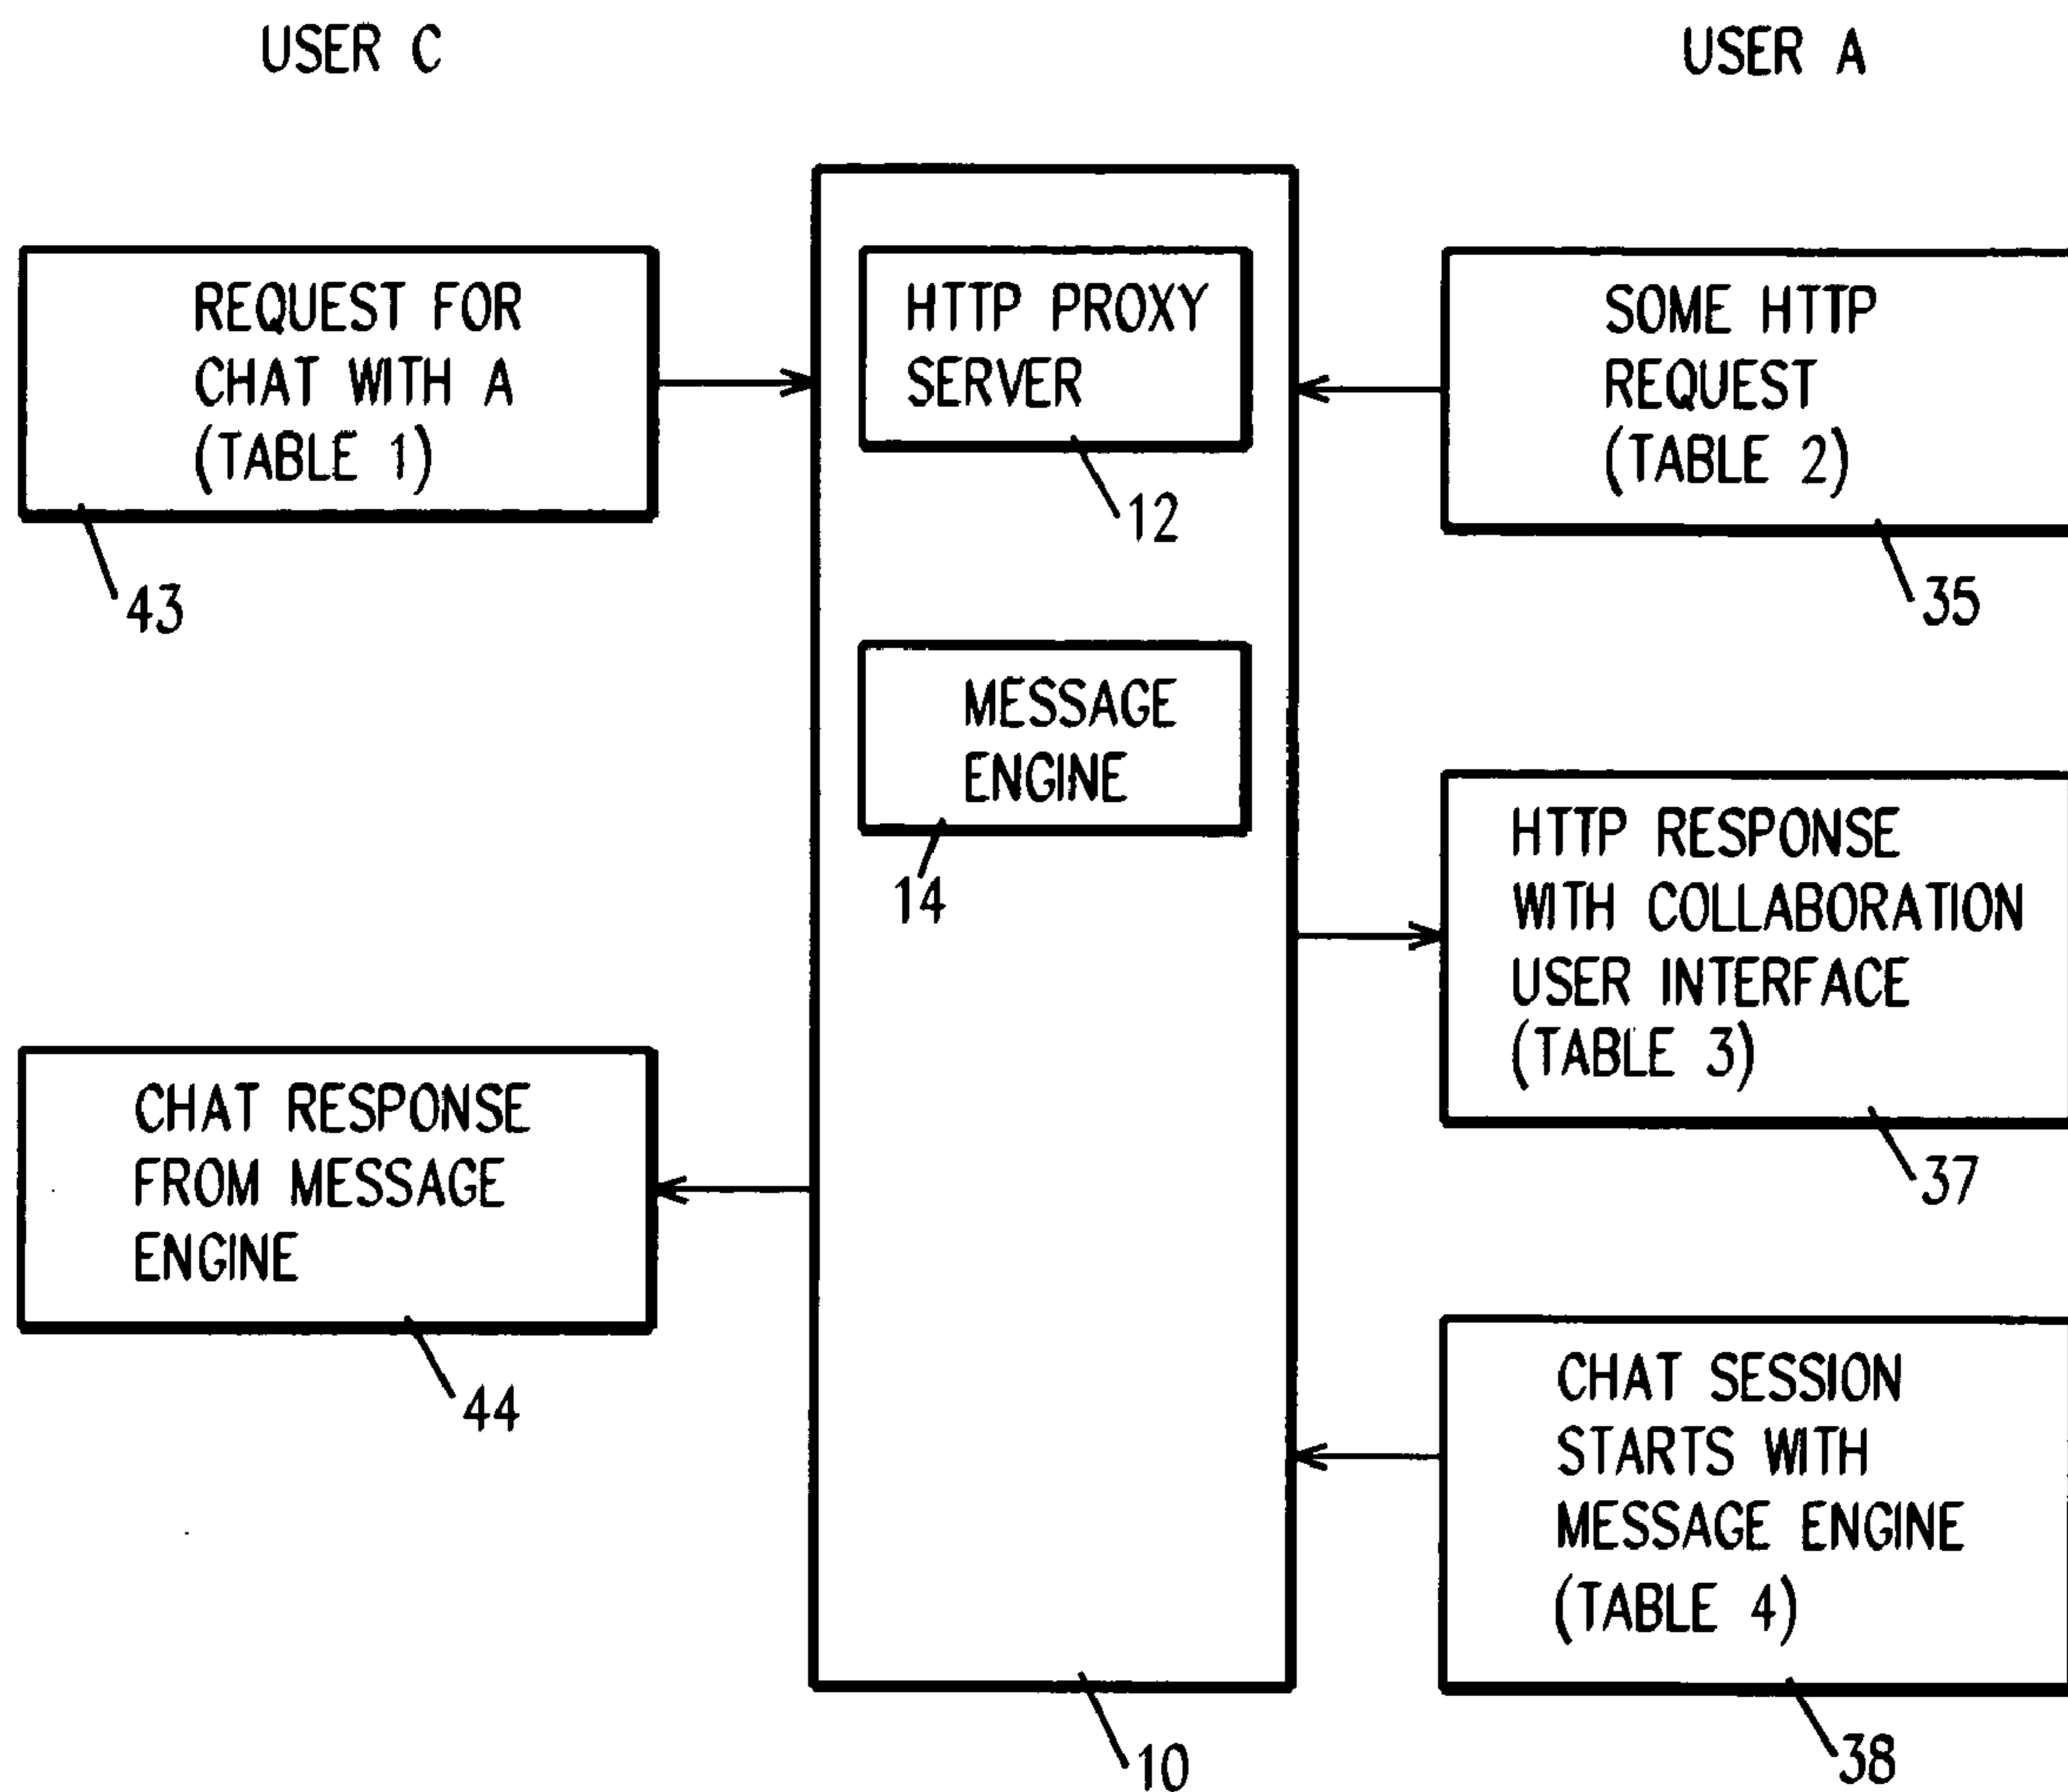 USER C
USER A
REQUEST FOR
CHAT WITH A
(TABLE 1)
43
HTTP PROXY
SERVER
12
SOME HTTP
REQUEST
(TABLE 2)
35
MESSAGE
ENGINE
14
HTTP RESPONSE
WITH COLLABORATION
USER INTERFACE
(TABLE 3)
37
CHAT RESPONSE
FROM MESSAGE
ENGINE
44
CHAT SESSION
STARTS WITH
MESSAGE ENGINE
(TABLE 4)
38
10